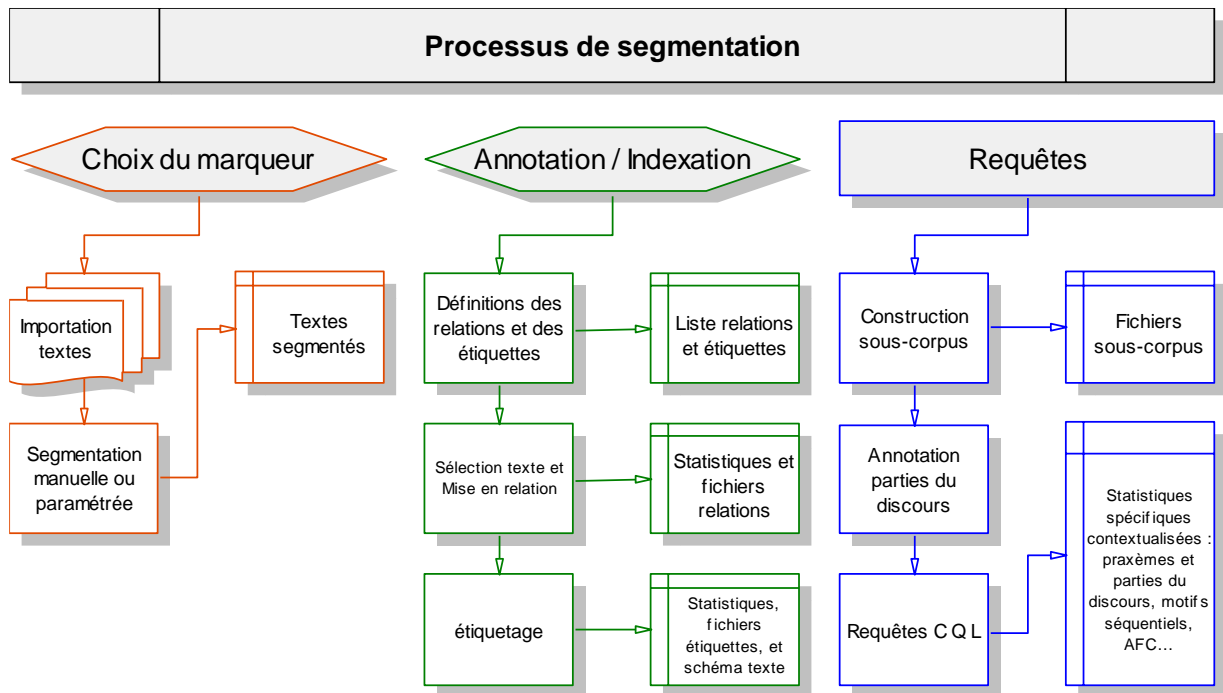 Processus de segmentation
Choix du marqueur
Importation
textes
Textes
segmentés
Segmentation
manuelle ou
paramétrée
Annotation / Indexation
Définitions des
relations et des
étiquettes
Liste relations
et étiquettes
Sélection texte et
Mise en relation
Statistiques et
fichiers
relations
étiquetage
Statistiques,
fichiers
étiquettes, et
schéma texte
Requêtes
Construction
sous-corpus
Fichiers
sous-corpus
Annotation
parties du
discours
Requêtes CQL
Statistiques
spécifiques
contextualisées :
praxèmes et
parties du
discours, motifs
séquentiels,
AFC…